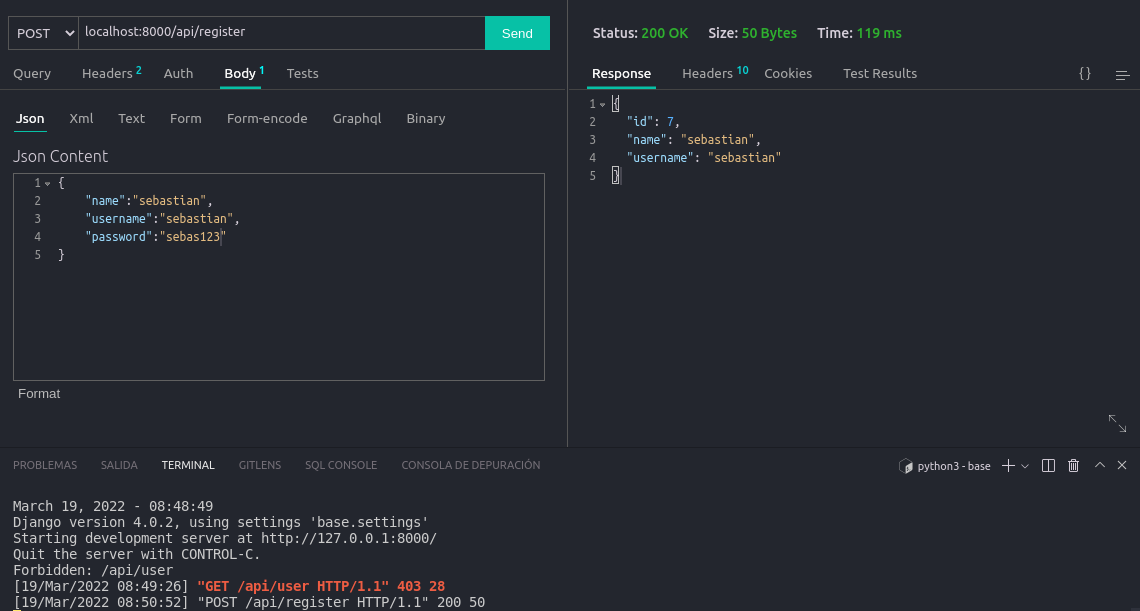 POST localhost:8000/api/register Send
Query Headers 2 Auth Body 1 Tests
Json Xml Text Form Form-encode Graphql Binary
Json Content
1 {
2 "name":"sebastian",
3 "username":"sebastian",
4 "password":"sebas123"
5 }
Format
Status: 200 OK Size: 50 Bytes Time: 119 ms
Response Headers 10 Cookies Test Results {}
1 {
2 "id": 7,
3 "name": "sebastian",
4 "username": "sebastian"
5 }
PROBLEMAS SALIDA TERMINAL GITLENS SQL CONSOLE CONSOLA DE DEPURACIÓN
python3 - base
March 19, 2022 - 08:48:49
Django version 4.0.2, using settings 'base.settings'
Starting development server at http://127.0.0.1:8000/
Quit the server with CONTROL-C.
Forbidden: /api/user
[19/Mar/2022 08:49:26] "GET /api/user HTTP/1.1" 403 28
[19/Mar/2022 08:50:52] "POST /api/register HTTP/1.1" 200 50